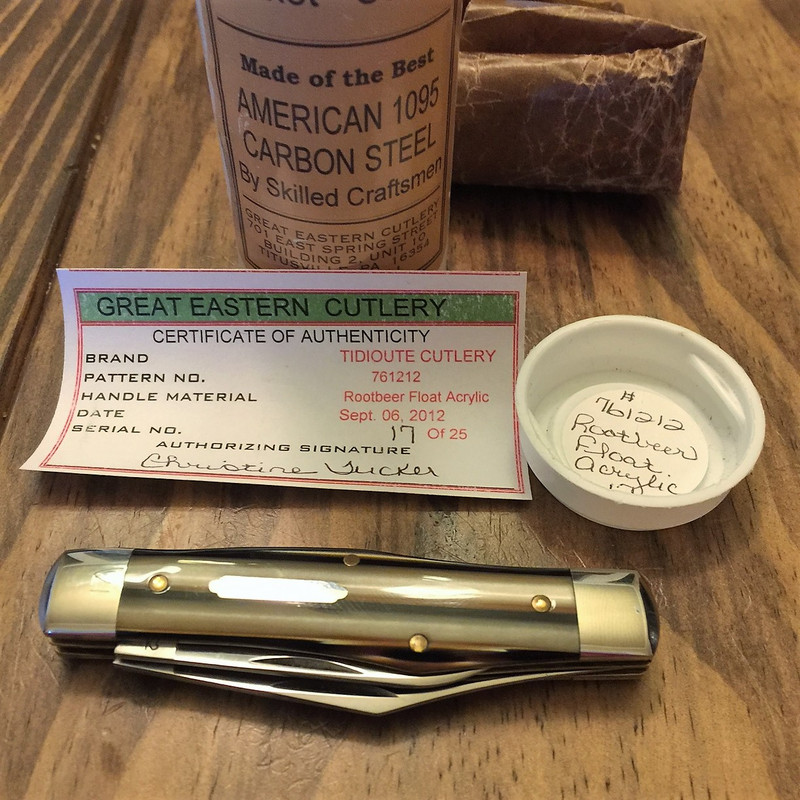 Made of the Best
AMERICAN 1095
CARBON STEEL
By Skilled Craftsmen
GREAT EASTERN CUTLERY
701 EAST SPRING STREET
BUILDING 2, UNIT 10
TITUSVILLE, PA 16354
GREAT EASTERN CUTLERY
CERTIFICATE OF AUTHENTICITY
BRAND TIDIOUTE CUTLERY
PATTERN NO. 761212
HANDLE MATERIAL Rootbeer Float Acrylic
DATE Sept. 06, 2012
SERIAL NO. 17 Of 25
AUTHORIZING SIGNATURE
Christine Tucker
#
761212
Rootbeer
Float
Acrylic
17
2